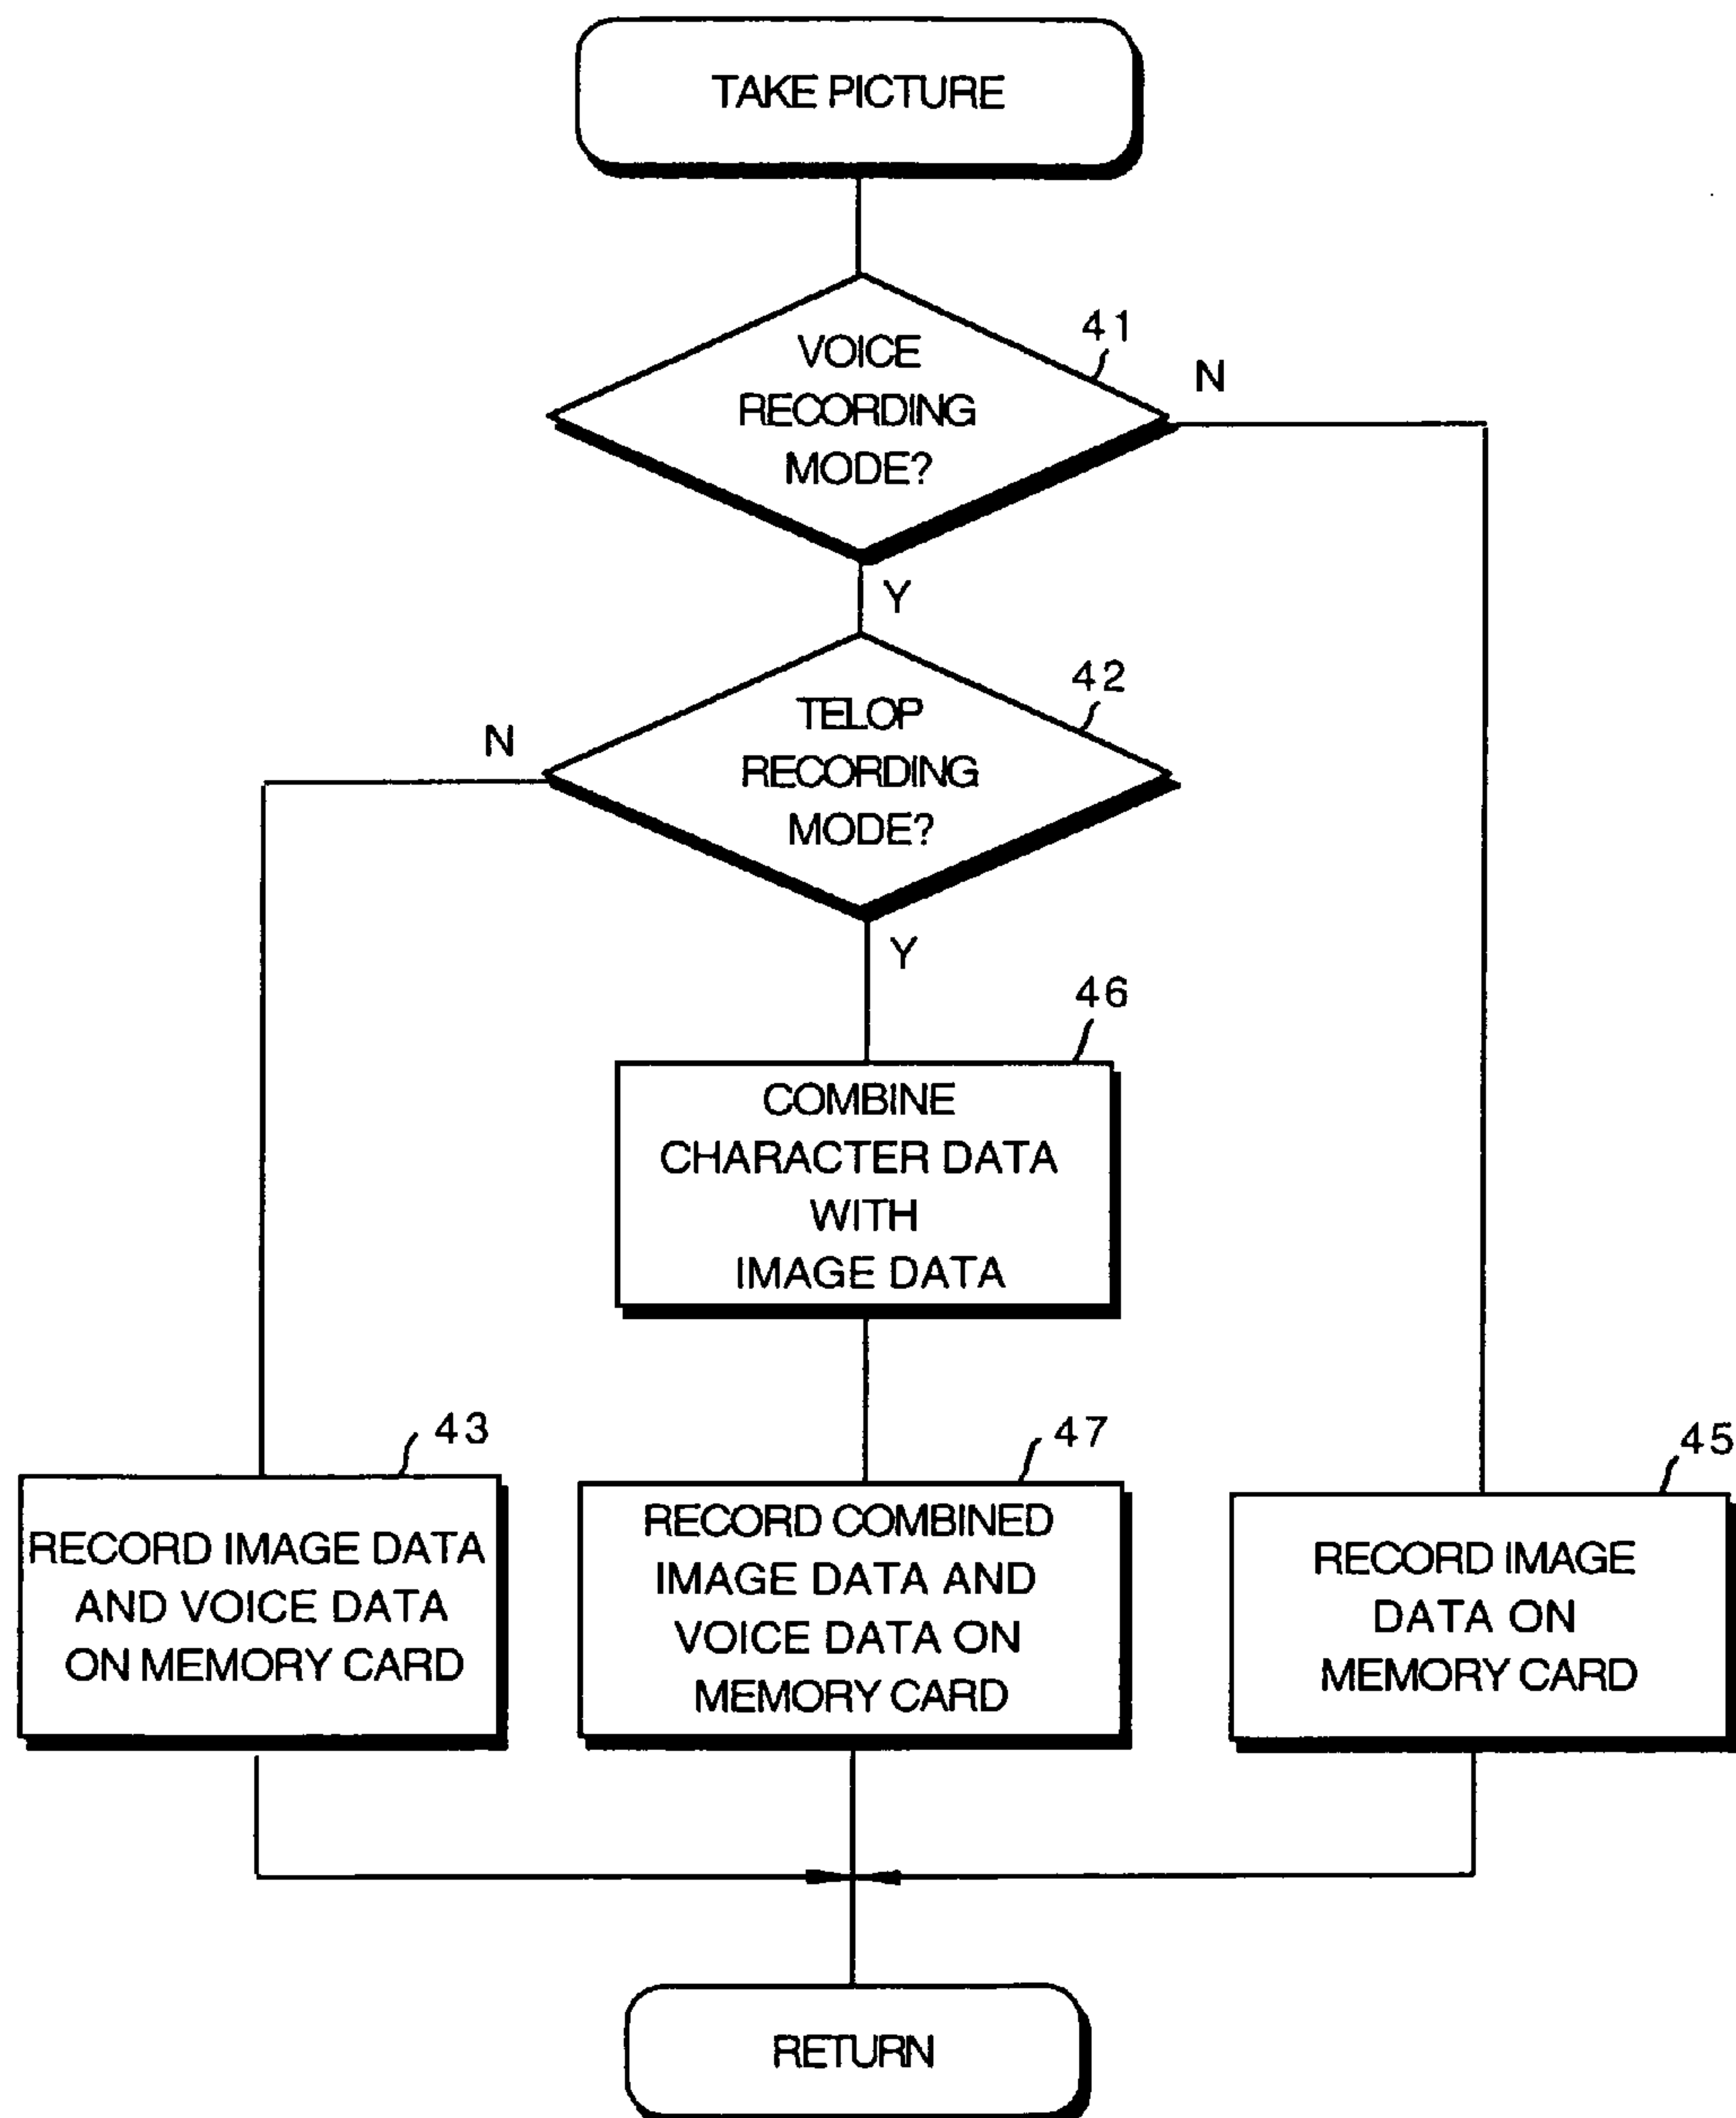 TAKE PICTURE
41
VOICE
RECORDING
MODE?
N
Y
42
TELOP
RECORDING
MODE?
N
Y
46
COMBINE
CHARACTER DATA
WITH
IMAGE DATA
43
RECORD IMAGE DATA
AND VOICE DATA
ON MEMORY CARD
47
RECORD COMBINED
IMAGE DATA AND
VOICE DATA ON
MEMORY CARD
45
RECORD IMAGE
DATA ON
MEMORY CARD
RETURN